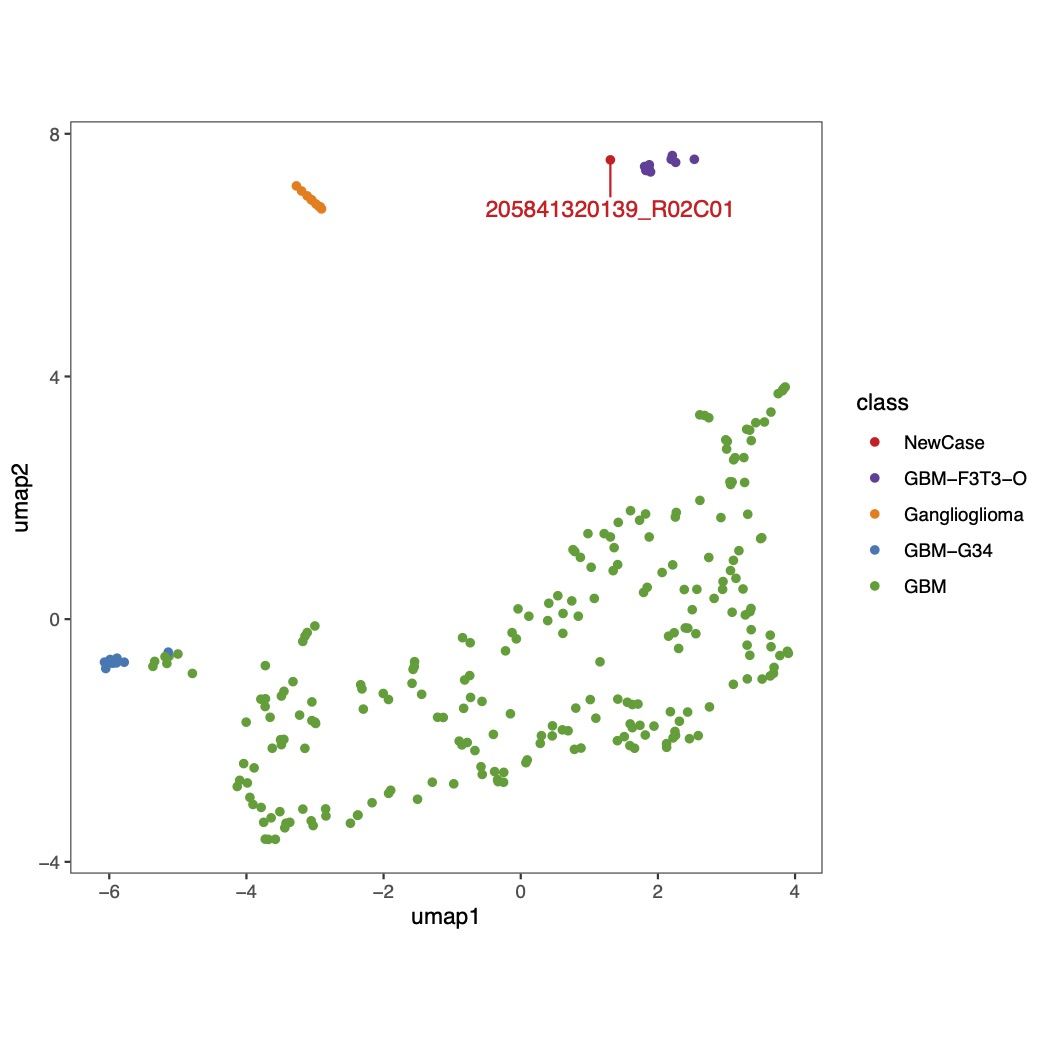 8
4
0
−4
umap2
205841320139_R02C01
−6
−4
−2
0
2
4
umap1
class
NewCase
GBM−F3T3−O
Ganglioglioma
GBM−G34
GBM